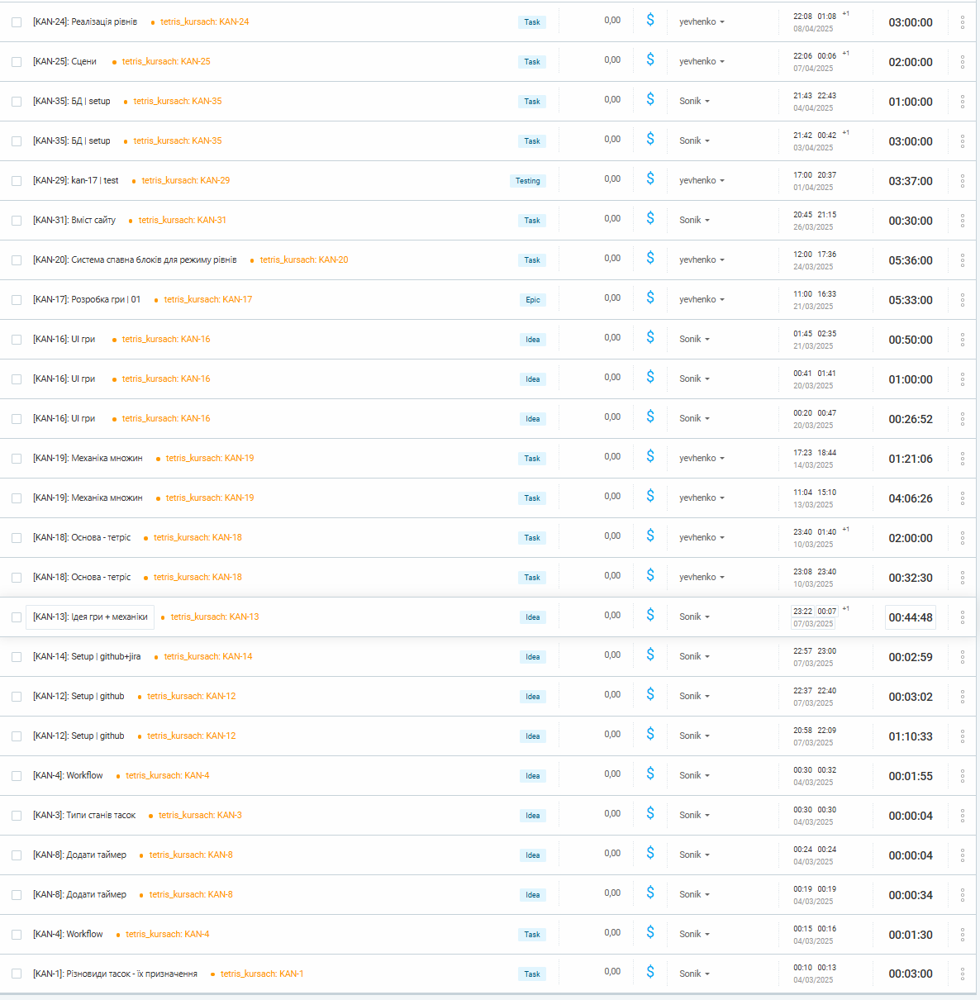 [KAN-24]: Реалізація рівнів tetris_kursach: KAN-24 Task 0,00 $ yevhenko 22:08 01:08 +1 08/04/2025 03:00:00
[KAN-25]: Сцени tetris_kursach: KAN-25 Task 0,00 $ yevhenko 22:06 00:06 +1 07/04/2025 02:00:00
[KAN-35]: БД | setup tetris_kursach: KAN-35 Task 0,00 $ Sonik 21:43 22:43 04/04/2025 01:00:00
[KAN-35]: БД | setup tetris_kursach: KAN-35 Task 0,00 $ Sonik 21:42 00:42 +1 03/04/2025 03:00:00
[KAN-29]: kan-17 | test tetris_kursach: KAN-29 Testing 0,00 $ yevhenko 17:00 20:37 01/04/2025 03:37:00
[KAN-31]: Вміст сайту tetris_kursach: KAN-31 Task 0,00 $ Sonik 20:45 21:15 26/03/2025 00:30:00
[KAN-20]: Система спавна блоків для режиму рівнів tetris_kursach: KAN-20 Task 0,00 $ yevhenko 12:00 17:36 24/03/2025 05:36:00
[KAN-17]: Розробка гри | 01 tetris_kursach: KAN-17 Epic 0,00 $ yevhenko 11:00 16:33 21/03/2025 05:33:00
[KAN-16]: UI гри tetris_kursach: KAN-16 Idea 0,00 $ Sonik 01:45 02:35 21/03/2025 00:50:00
[KAN-16]: UI гри tetris_kursach: KAN-16 Idea 0,00 $ Sonik 00:41 01:41 20/03/2025 01:00:00
[KAN-16]: UI гри tetris_kursach: KAN-16 Idea 0,00 $ Sonik 00:20 00:47 20/03/2025 00:26:52
[KAN-19]: Механіка множин tetris_kursach: KAN-19 Task 0,00 $ yevhenko 17:23 18:44 14/03/2025 01:21:06
[KAN-19]: Механіка множин tetris_kursach: KAN-19 Task 0,00 $ yevhenko 11:04 15:10 13/03/2025 04:06:26
[KAN-18]: Основа - тетріс tetris_kursach: KAN-18 Task 0,00 $ yevhenko 23:40 01:40 +1 10/03/2025 02:00:00
[KAN-18]: Основа - тетріс tetris_kursach: KAN-18 Task 0,00 $ yevhenko 23:08 23:40 10/03/2025 00:32:30
[KAN-13]: Ідея гри + механіки tetris_kursach: KAN-13 Idea 0,00 $ Sonik 23:22 00:07 +1 07/03/2025 00:44:48
[KAN-14]: Setup | github+jira tetris_kursach: KAN-14 Idea 0,00 $ Sonik 22:57 23:00 07/03/2025 00:02:59
[KAN-12]: Setup | github tetris_kursach: KAN-12 Idea 0,00 $ Sonik 22:37 22:40 07/03/2025 00:03:02
[KAN-12]: Setup | github tetris_kursach: KAN-12 Idea 0,00 $ Sonik 20:58 22:09 07/03/2025 01:10:33
[KAN-4]: Workflow tetris_kursach: KAN-4 Idea 0,00 $ Sonik 00:30 00:32 04/03/2025 00:01:55
[KAN-3]: Типи станів тасок tetris_kursach: KAN-3 Idea 0,00 $ Sonik 00:30 00:30 04/03/2025 00:00:04
[KAN-8]: Додати таймер tetris_kursach: KAN-8 Idea 0,00 $ Sonik 00:24 00:24 04/03/2025 00:00:04
[KAN-8]: Додати таймер tetris_kursach: KAN-8 Idea 0,00 $ Sonik 00:19 00:19 04/03/2025 00:00:34
[KAN-4]: Workflow tetris_kursach: KAN-4 Task 0,00 $ Sonik 00:15 00:16 04/03/2025 00:01:30
[KAN-1]: Різновиди тасок - їх призначення tetris_kursach: KAN-1 Task 0,00 $ Sonik 00:10 00:13 04/03/2025 00:03:00